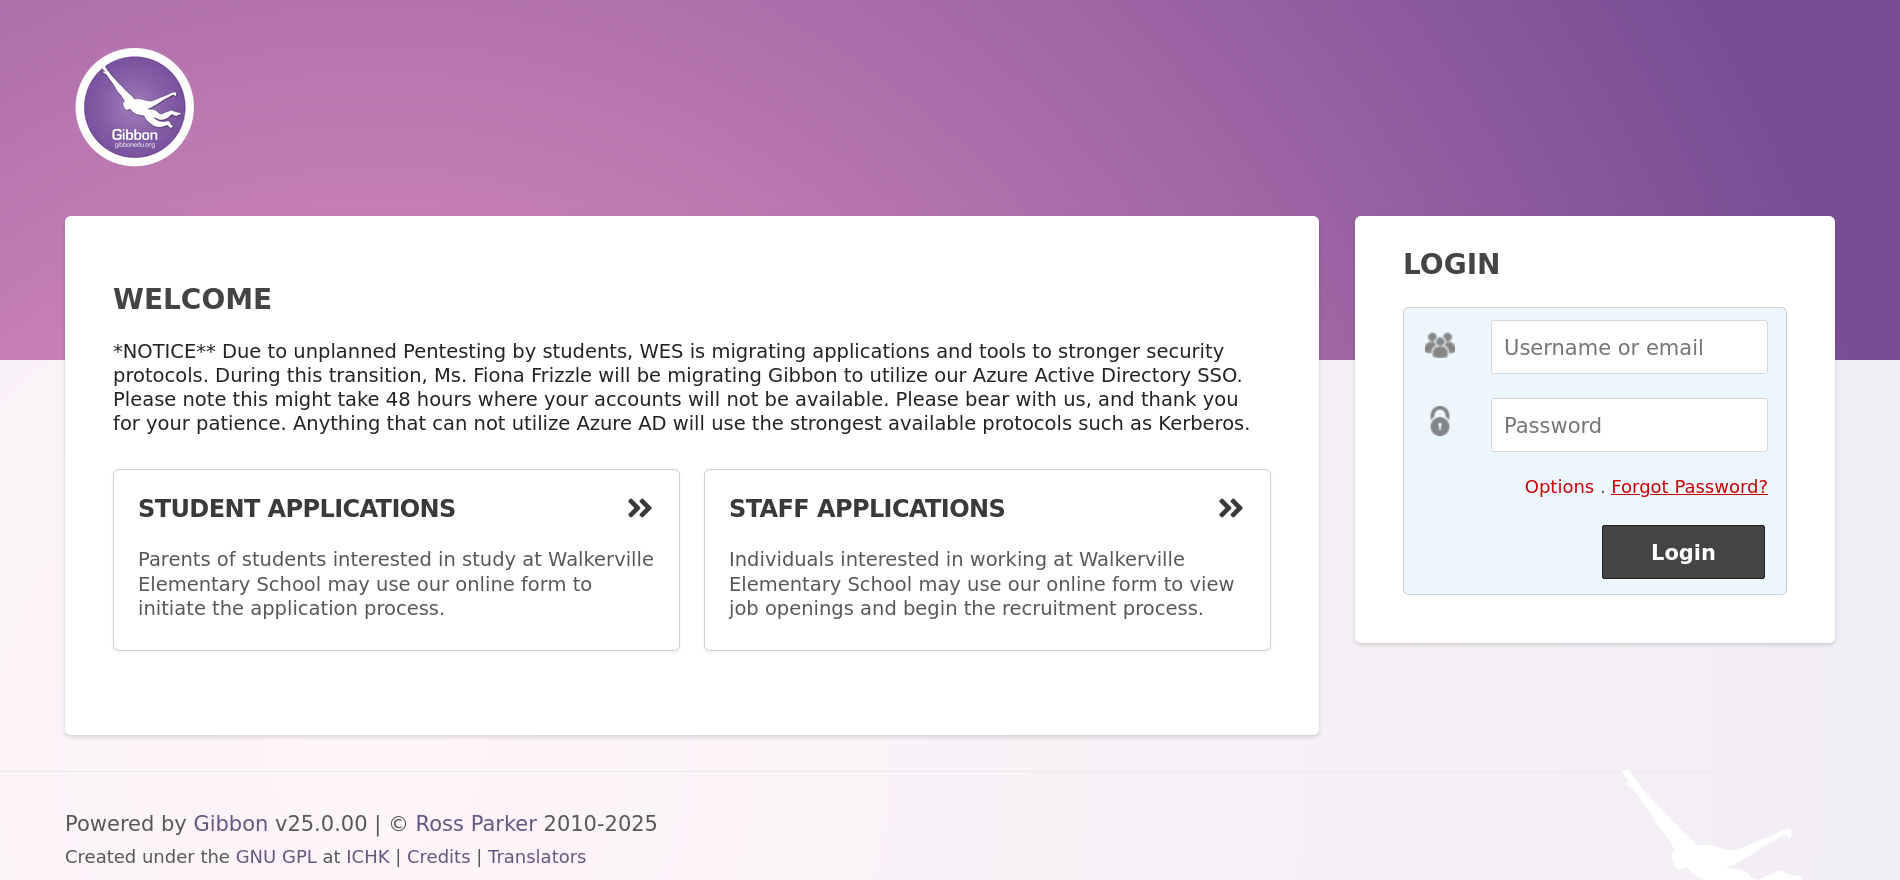 Gibbon
gibbonedu.org
WELCOME
*NOTICE** Due to unplanned Pentesting by students, WES is migrating applications and tools to stronger security
protocols. During this transition, Ms. Fiona Frizzle will be migrating Gibbon to utilize our Azure Active Directory SSO.
Please note this might take 48 hours where your accounts will not be available. Please bear with us, and thank you
for your patience. Anything that can not utilize Azure AD will use the strongest available protocols such as Kerberos.
STUDENT APPLICATIONS
Parents of students interested in study at Walkerville
Elementary School may use our online form to
initiate the application process.
STAFF APPLICATIONS
Individuals interested in working at Walkerville
Elementary School may use our online form to view
job openings and begin the recruitment process.
LOGIN
Username or email
Password
Options . Forgot Password?
Login
Powered by Gibbon v25.0.00 | © Ross Parker 2010-2025
Created under the GNU GPL at ICHK | Credits | Translators